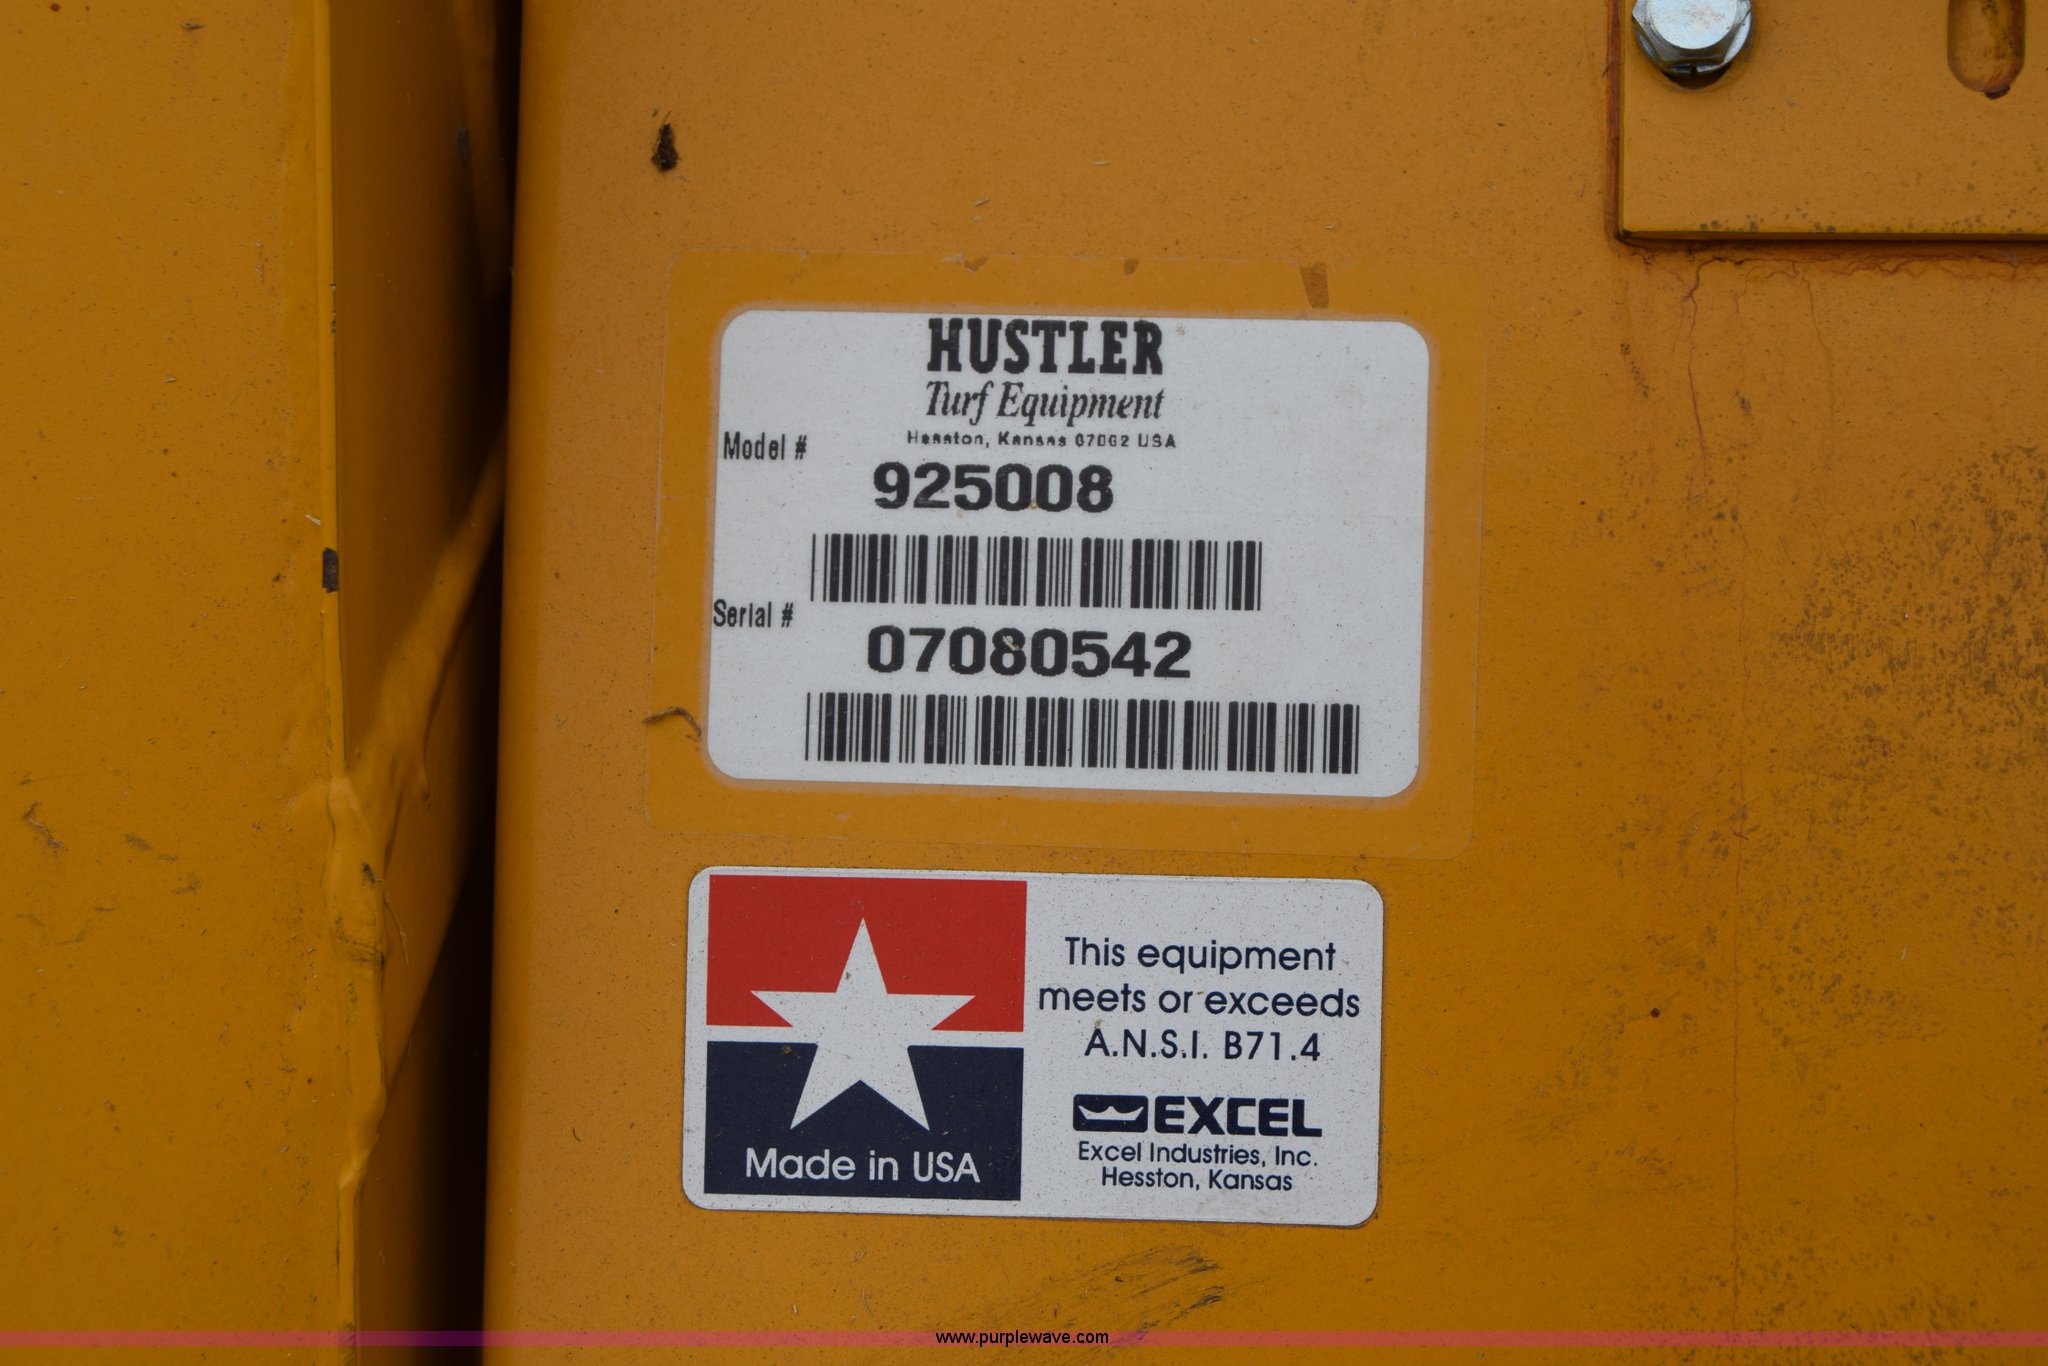 HUSTLER
Turf Equipment
Hesston, Kansas 67062 USA
Model #
925008
Serial #
07080542
This equipment
meets or exceeds
A.N.S.I. B71.4
EXCEL
Excel Industries, Inc.
Hesston, Kansas
Made in USA
www.purplewave.com